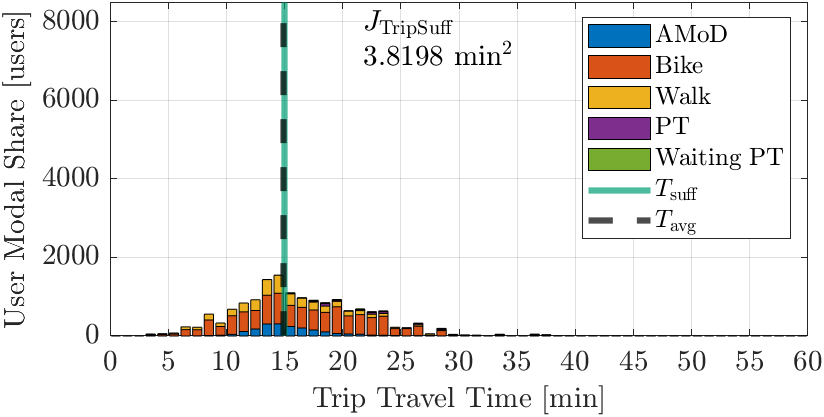 J_TripSuff
3.8198 min²
AMoD
Bike
Walk
PT
Waiting PT
T_suff
T_avg
User Modal Share [users]
8000
6000
4000
2000
0
0 5 10 15 20 25 30 35 40 45 50 55 60
Trip Travel Time [min]